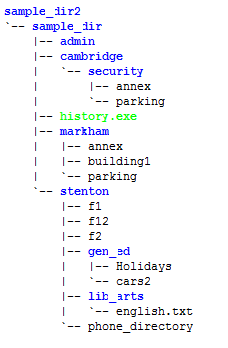 sample_dir2
`-- sample_dir
    |-- admin
    |-- cambridge
    |   `-- security
    |       |-- annex
    |       `-- parking
    |-- history.exe
    |-- markham
    |   |-- annex
    |   |-- building1
    |   `-- parking
    `-- stenton
        |-- f1
        |-- f12
        |-- f2
        |-- gen_ed
        |   |-- Holidays
        |   `-- cars2
        |-- lib_arts
        |   `-- english.txt
        `-- phone_directory